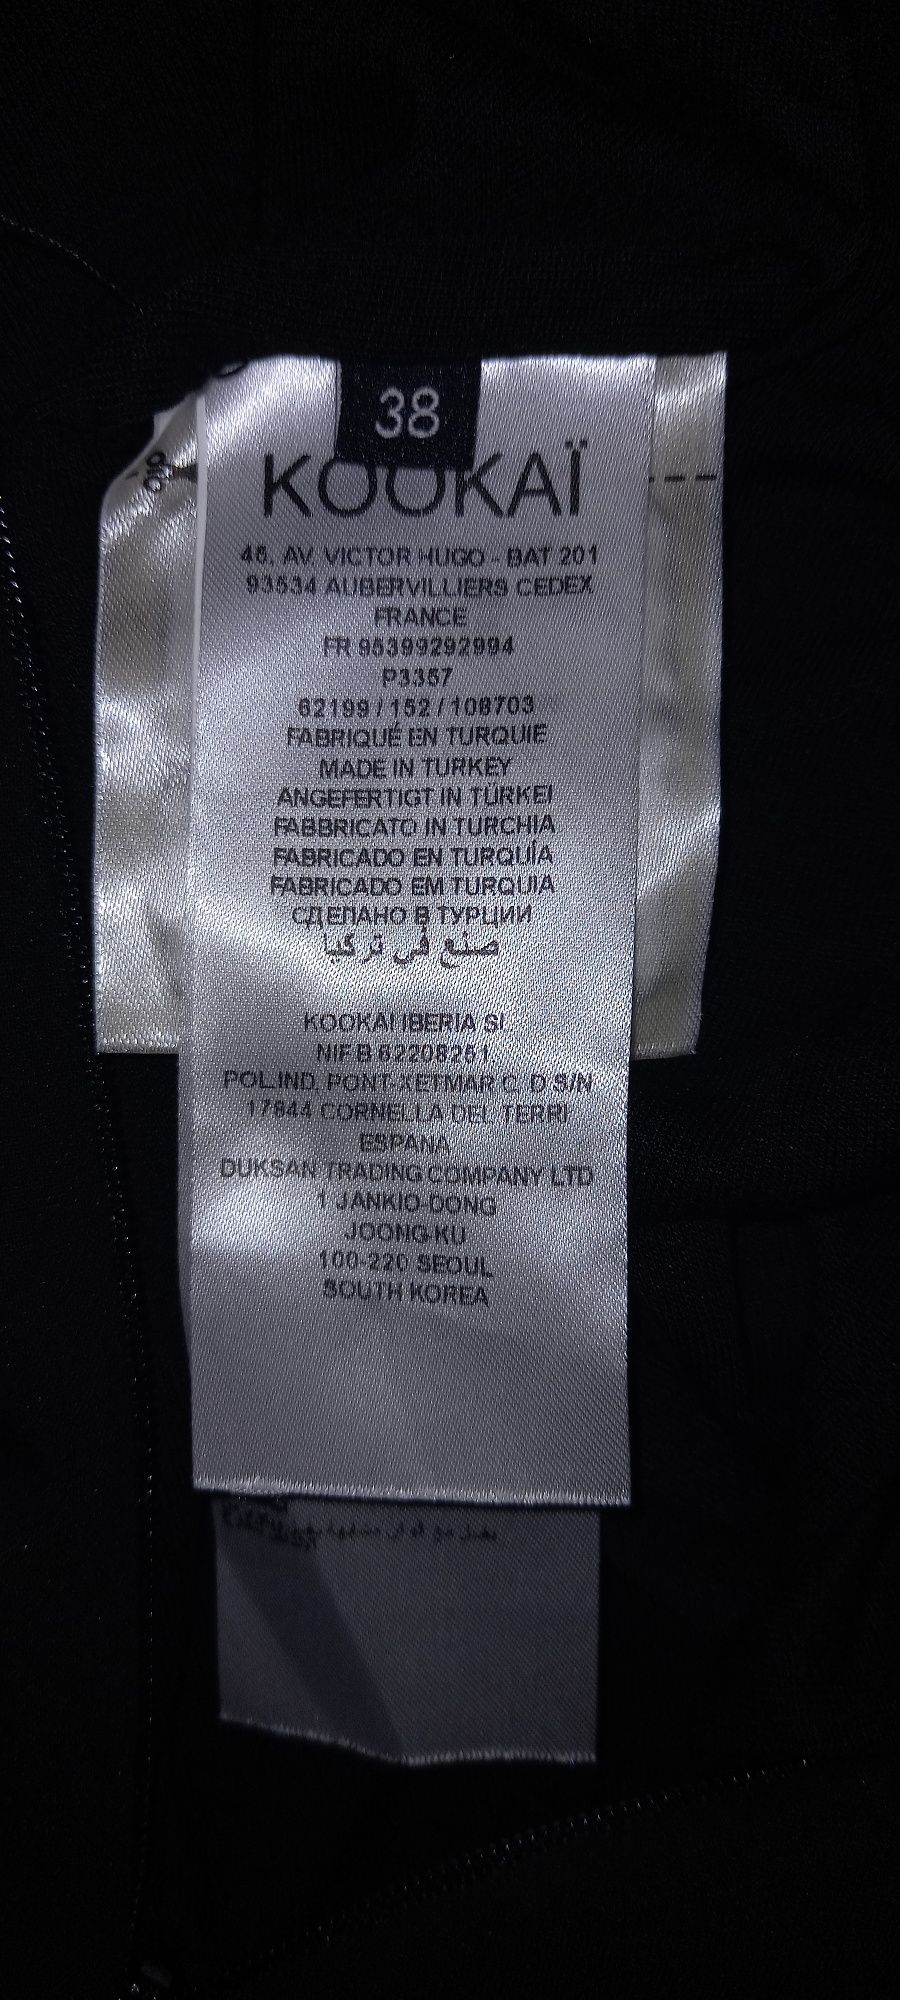 38
KOOKAÏ
45, AV. VICTOR HUGO - BAT 201
93534 AUBERVILLIERS CEDEX
FRANCE
FR 95399292994
P3357
62199 / 152 / 108703
FABRIQUÉ EN TURQUIE
MADE IN TURKEY
ANGEFERTIGT IN TÜRKEI
FABBRICATO IN TURCHIA
FABRICADO EN TURQUÍA
FABRICADO EM TURQUIA
СДЕЛАНО В ТУРЦИИ
صنع في تركيا
KOOKAI IBERIA SL.
NIF B 62208251
POL.IND. PONT-XETMAR C. D S/N
17844 CORNELLA DEL TERRI
ESPANA
DUKSAN TRADING COMPANY LTD
1 JANKIO-DONG
JOONG-KU
100-220 SEOUL
SOUTH KOREA